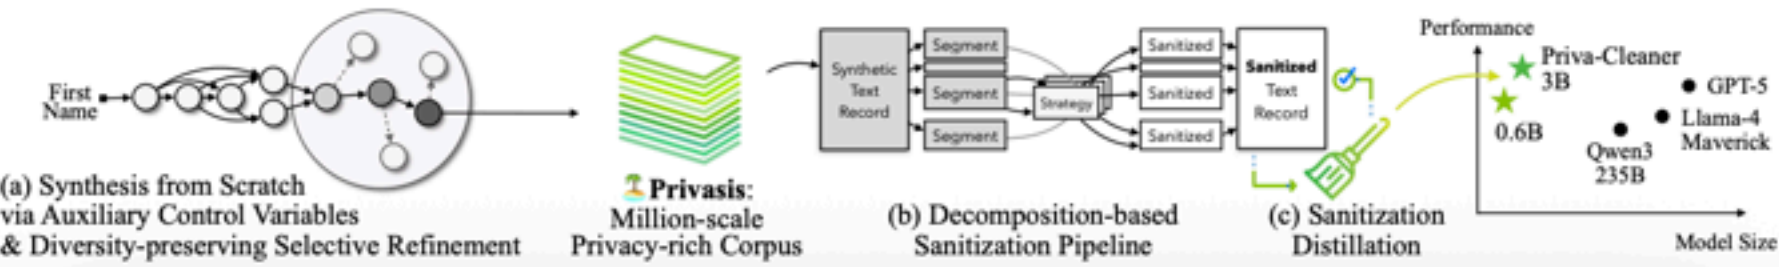 First
Name
(a) Synthesis from Scratch
via Auxiliary Control Variables
& Diversity-preserving Selective Refinement
Privasis:
Million-scale
Privacy-rich Corpus
Synthetic
Text
Record
Segment
Segment
Segment
Strategy
Sanitized
Sanitized
Sanitized
Sanitized
Text
Record
(b) Decomposition-based
Sanitization Pipeline
(c) Sanitization
Distillation
Performance
Priva-Cleaner
3B
0.6B
GPT-5
Llama-4
Maverick
Qwen3
235B
Model Size